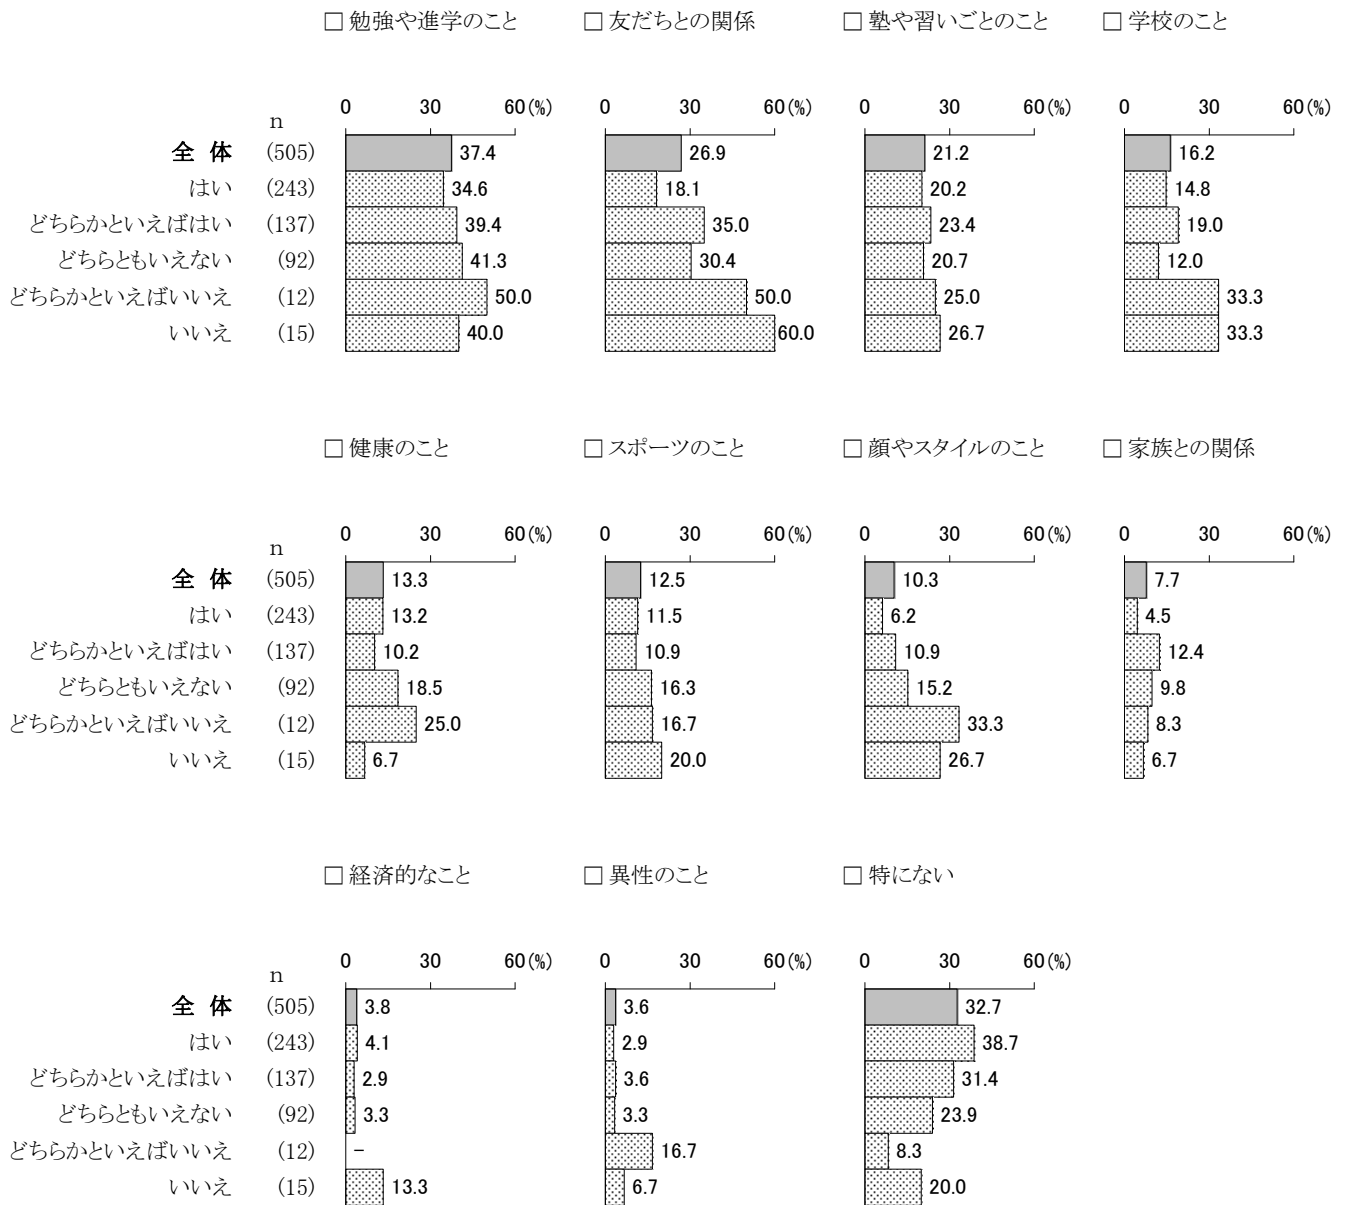 □ 勉強や進学のこと □ 友だちとの関係 □ 塾や習いごとのこと □ 学校のこと
0 30 60(%) 0 30 60(%) 0 30 60(%) 0 30 60(%)
n
全 体 (505) 37.4 26.9 21.2 16.2
はい (243) 34.6 18.1 20.2 14.8
どちらかといえばはい (137) 39.4 35.0 23.4 19.0
どちらともいえない (92) 41.3 30.4 20.7 12.0
どちらかといえばいいえ (12) 50.0 50.0 25.0 33.3
いいえ (15) 40.0 60.0 26.7 33.3
□ 健康のこと □ スポーツのこと □ 顔やスタイルのこと □ 家族との関係
0 30 60(%) 0 30 60(%) 0 30 60(%) 0 30 60(%)
n
全 体 (505) 13.3 12.5 10.3 7.7
はい (243) 13.2 11.5 6.2 4.5
どちらかといえばはい (137) 10.2 10.9 10.9 12.4
どちらともいえない (92) 18.5 16.3 15.2 9.8
どちらかといえばいいえ (12) 25.0 16.7 33.3 8.3
いいえ (15) 6.7 20.0 26.7 6.7
□ 経済的なこと □ 異性のこと □ 特にない
0 30 60(%) 0 30 60(%) 0 30 60(%)
n
全 体 (505) 3.8 3.6 32.7
はい (243) 4.1 2.9 38.7
どちらかといえばはい (137) 2.9 3.6 31.4
どちらともいえない (92) 3.3 3.3 23.9
どちらかといえばいいえ (12) - 16.7 8.3
いいえ (15) 13.3 6.7 20.0